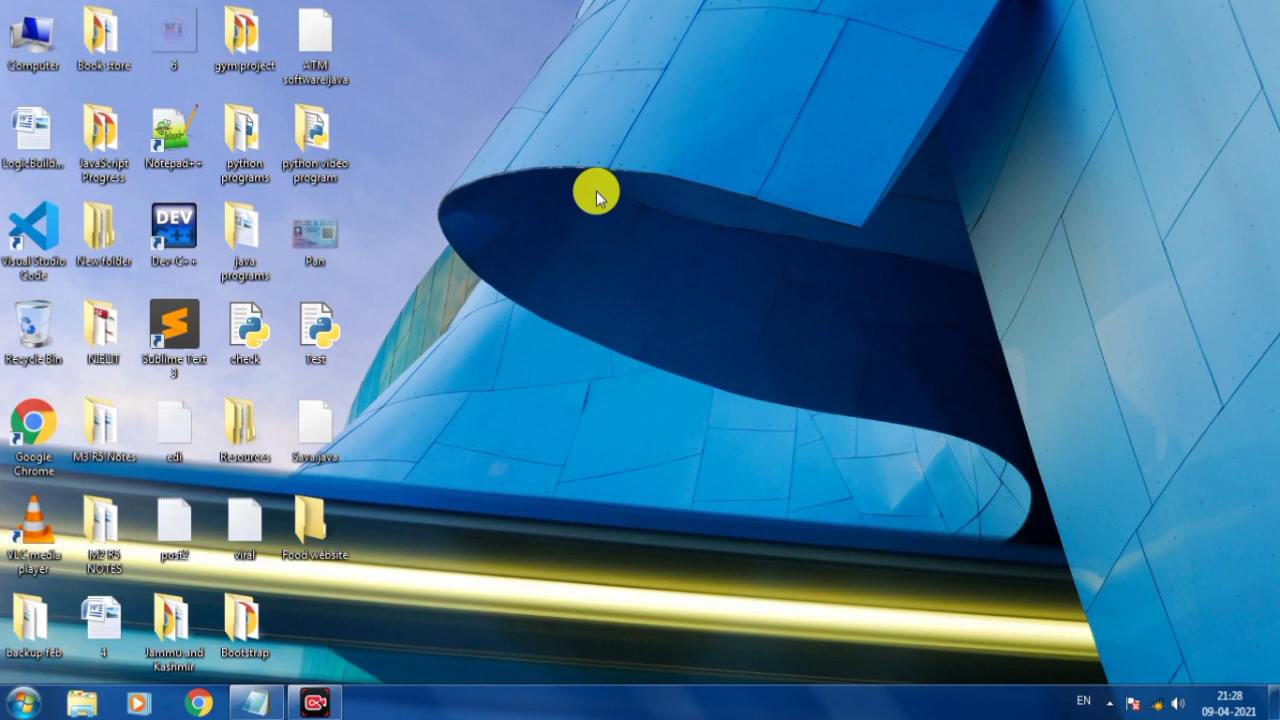 Computer
Book store
6
gym project
ATM
software.java
LogicBuild...
JavaScript
Progress
Notepad++
python
programs
python video
program
Visual Studio
Code
New folder
DEV
Dev-C++
java
programs
Pan
Recycle Bin
NIELIT
Sublime Text
3
check
Test
Google
Chrome
M3 R5 Notes
edi
Resources
Sava.java
VLC media
player
M2 R5
NOTES
post2
viral
Food website
backup feb
4
Jammu and
Kashmir
Bootstrap
EN
21:28
09-04-2021